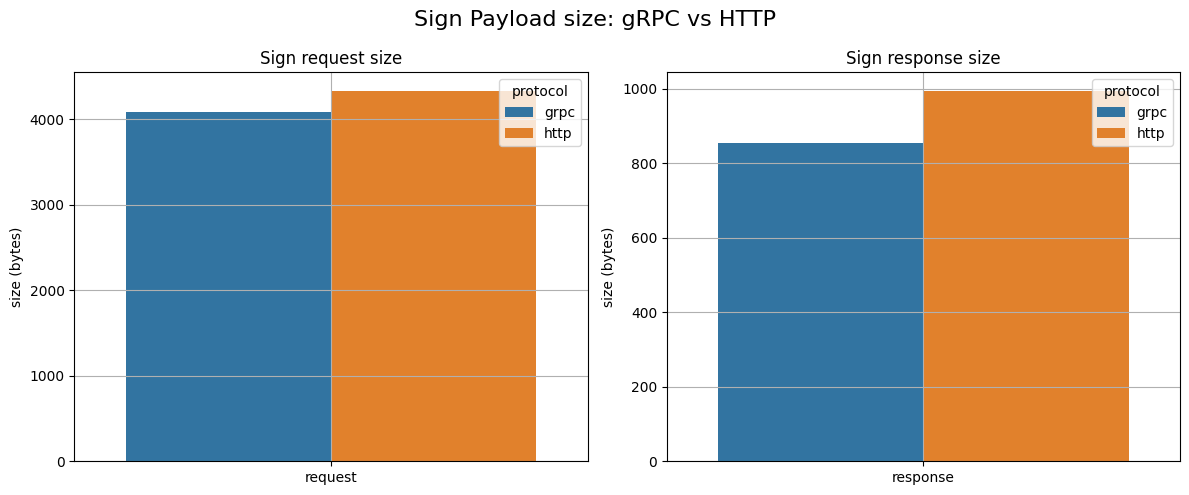 Sign Payload size: gRPC vs HTTP
Sign request size
protocol
grpc
http
size (bytes)
4000
3000
2000
1000
0
request
Sign response size
protocol
grpc
http
size (bytes)
1000
800
600
400
200
0
response